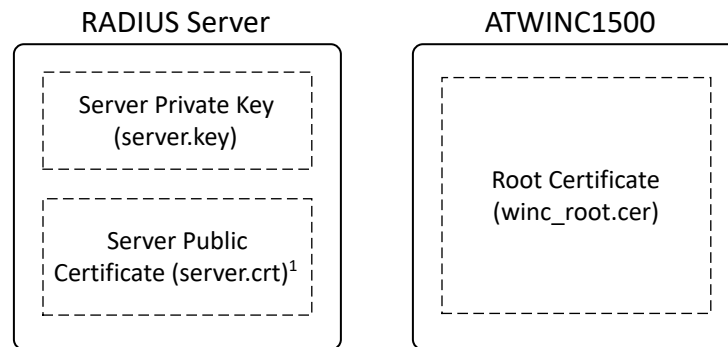 RADIUS Server
Server Private Key
(server.key)
Server Public
Certificate (server.crt)¹
ATWINC1500
Root Certificate
(winc_root.cer)